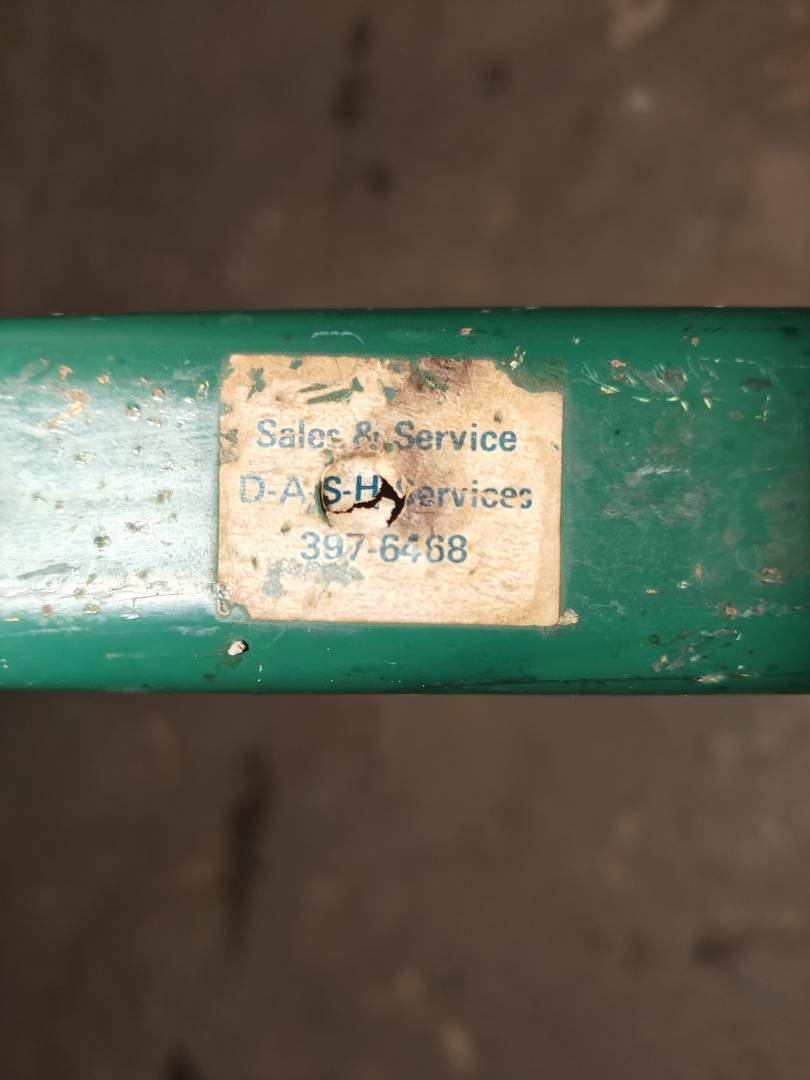 Sales & Service
D-A-S-H Services
397-6468